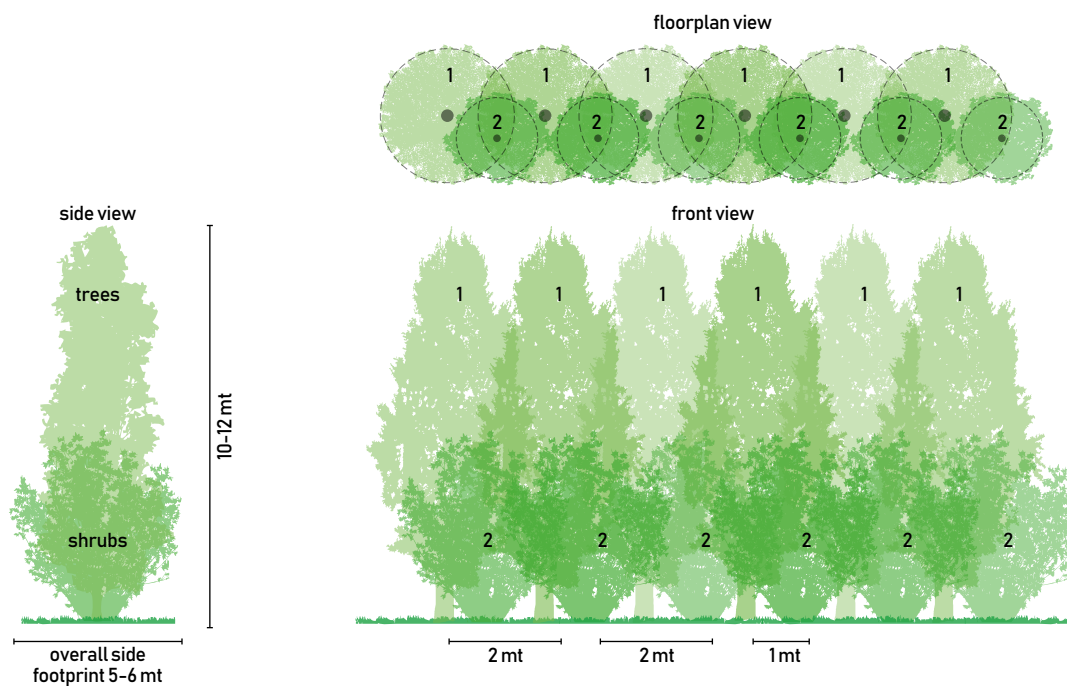 floorplan view
1 1 1 1 1 1
2 2 2 2 2 2
side view
front view
trees
1 1 1 1 1 1
10-12 mt
shrubs
2 2 2 2 2 2
overall side
footprint 5-6 mt
2 mt
2 mt
1 mt